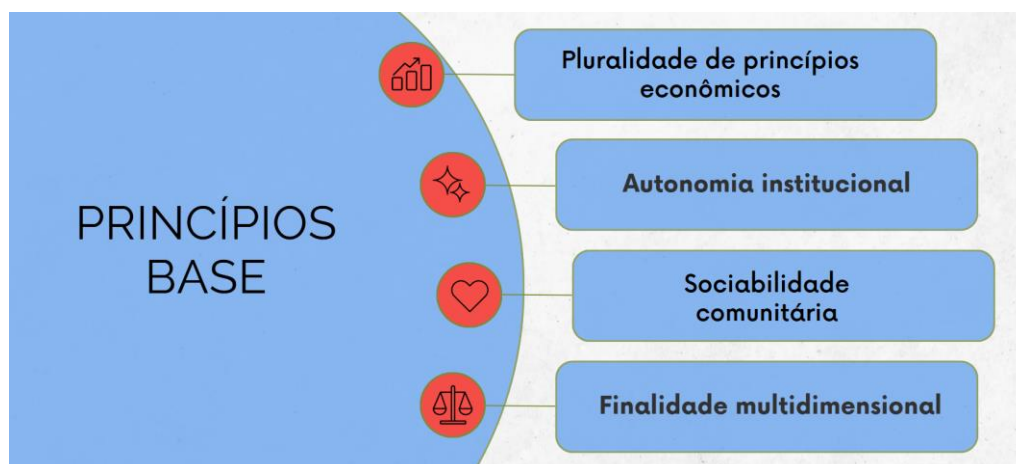 PRINCÍPIOS
BASE
Pluralidade de princípios
econômicos
Autonomia institucional
Sociabilidade
comunitária
Finalidade multidimensional